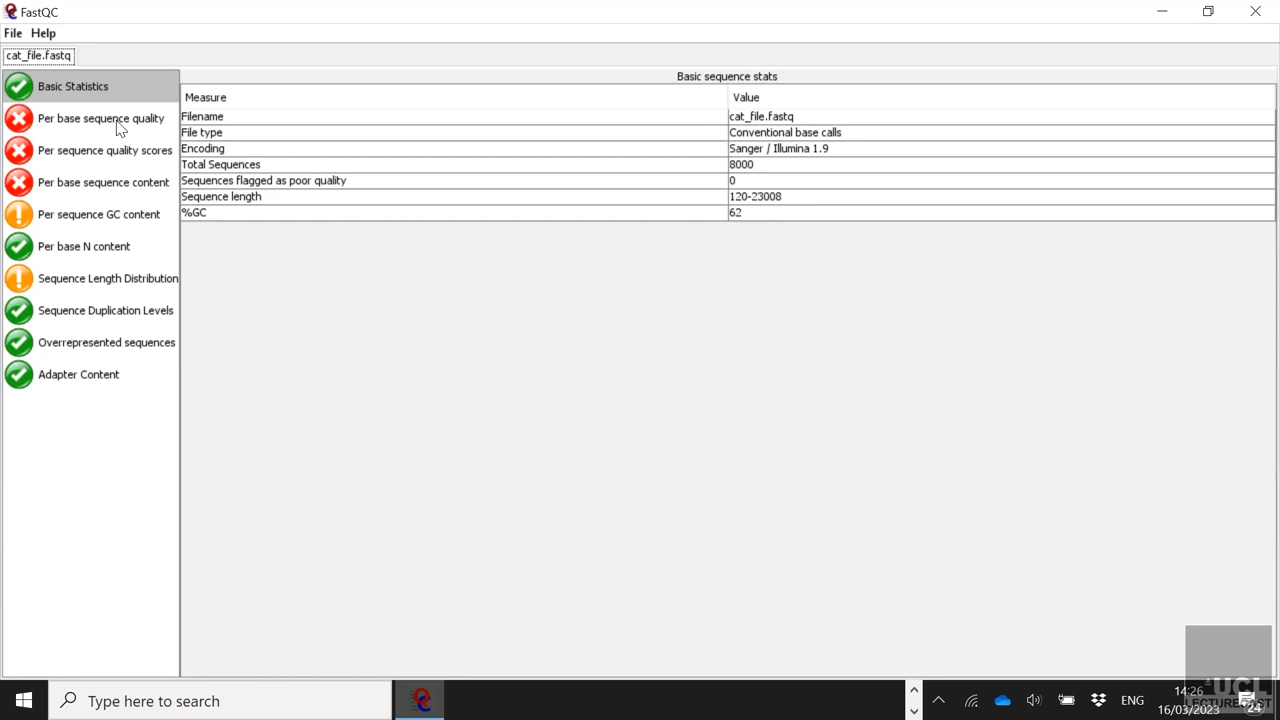 FastQC
File Help
cat_file.fastq
Basic Statistics
Per base sequence quality
Per sequence quality scores
Per base sequence content
Per sequence GC content
Per base N content
Sequence Length Distribution
Sequence Duplication Levels
Overrepresented sequences
Adapter Content
Basic sequence stats
Measure Value
Filename cat_file.fastq
File type Conventional base calls
Encoding Sanger / Illumina 1.9
Total Sequences 8000
Sequences flagged as poor quality 0
Sequence length 120-23008
%GC 62
Type here to search
ENG
14:26
16/03/2023
24
UCL
LECTURECAST